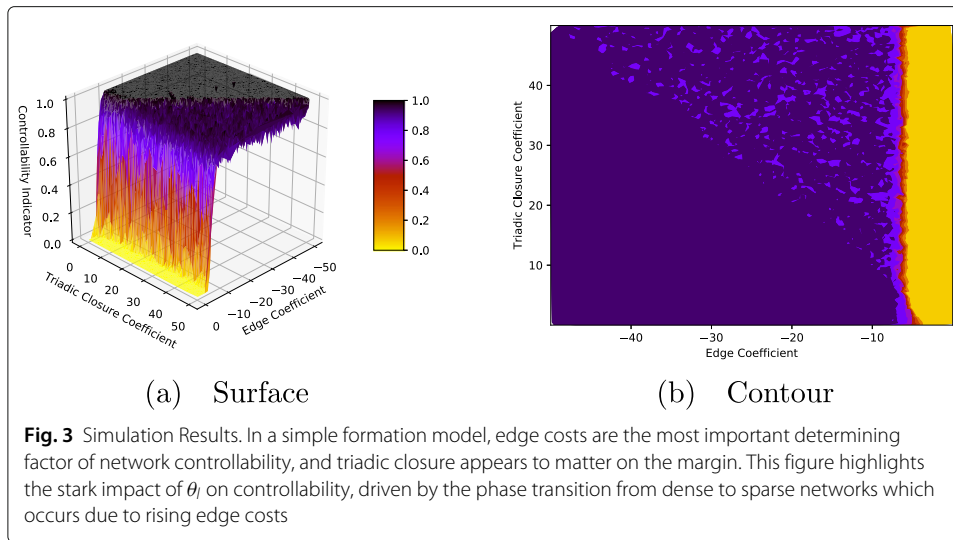 1.0
0.8
0.6
0.4
0.2
0.0
Controllability Indicator
0
10
20
30
40
50
Triadic Closure Coefficient
0
−10
−20
−30
−40
−50
Edge Coefficient
1.0
0.8
0.6
0.4
0.2
0.0
(a) Surface
40
30
20
10
Triadic Closure Coefficient
−40
−30
−20
−10
Edge Coefficient
(b) Contour
Fig. 3 Simulation Results. In a simple formation model, edge costs are the most important determining
factor of network controllability, and triadic closure appears to matter on the margin. This figure highlights
the stark impact of θl on controllability, driven by the phase transition from dense to sparse networks which
occurs due to rising edge costs